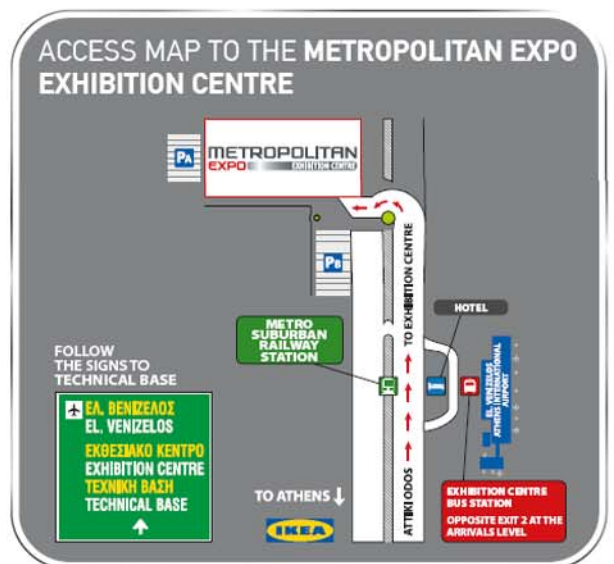 ACCESS MAP TO THE METROPOLITAN EXPO
EXHIBITION CENTRE
PA
METROPOLITAN
EXPO EXHIBITION CENTRE
PB
TO EXHIBITION CENTRE
HOTEL
METRO
SUBURBAN
RAILWAY
STATION
EL. VENIZELOS
ATHENS INTERNATIONAL
AIRPORT
FOLLOW
THE SIGNS TO
TECHNICAL BASE
ΕΛ. ΒΕΝΙΖΕΛΟΣ
EL. VENIZELOS
ΕΚΘΕΣΙΑΚΟ ΚΕΝΤΡΟ
EXHIBITION CENTRE
ΤΕΧΝΙΚΗ ΒΑΣΗ
TECHNICAL BASE
TO ATHENS
IKEA
ATTIKI ODOS
EXHIBITION CENTRE
BUS STATION
OPPOSITE EXIT 2 AT THE
ARRIVALS LEVEL